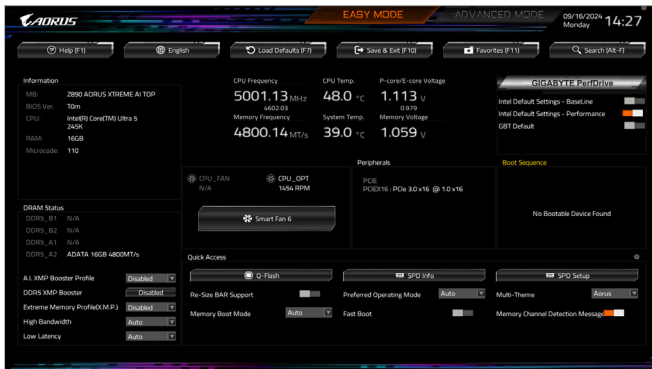 AORUS
EASY MODE
ADVANCED MODE
09/16/2024
Monday
14:27
Help (F1)
English
Load Defaults (F7)
Save & Exit (F10)
Favorites (F11)
Search (Alt-F)
Information
MB: Z890 AORUS XTREME AI TOP
BIOS Ver. T0m
CPU: Intel(R) Core(TM) Ultra 5
245K
RAM: 16GB
Microcode: 110
CPU Frequency
5001.13 MHz
4602.03
CPU Temp.
48.0 °C
P-core/E-core Voltage
1.113 V
0.979
Memory Frequency
4800.14 MT/s
System Temp.
39.0 °C
Memory Voltage
1.059 V
GIGABYTE PerfDrive
Intel Default Settings - BaseLine
Intel Default Settings - Performance
GBT Default
CPU_FAN
N/A
CPU_OPT
1454 RPM
Smart Fan 6
Peripherals
PCIE
PCIEX16 : PCIe 3.0 x16 @ 1.0 x16
Boot Sequence
No Bootable Device Found
DRAM Status
DDR5_B1 N/A
DDR5_B2 N/A
DDR5_A1 N/A
DDR5_A2 ADATA 16GB 4800MT/s
A.I. XMP Booster Profile Disabled
DDR5 XMP Booster Disabled
Extreme Memory Profile(X.M.P.) Disabled
High Bandwidth Auto
Low Latency Auto
Quick Access
Q-Flash
SPD Info
SPD Setup
Re-Size BAR Support
Preferred Operating Mode Auto
Multi-Theme Aorus
Memory Boot Mode Auto
Fast Boot
Memory Channel Detection Message